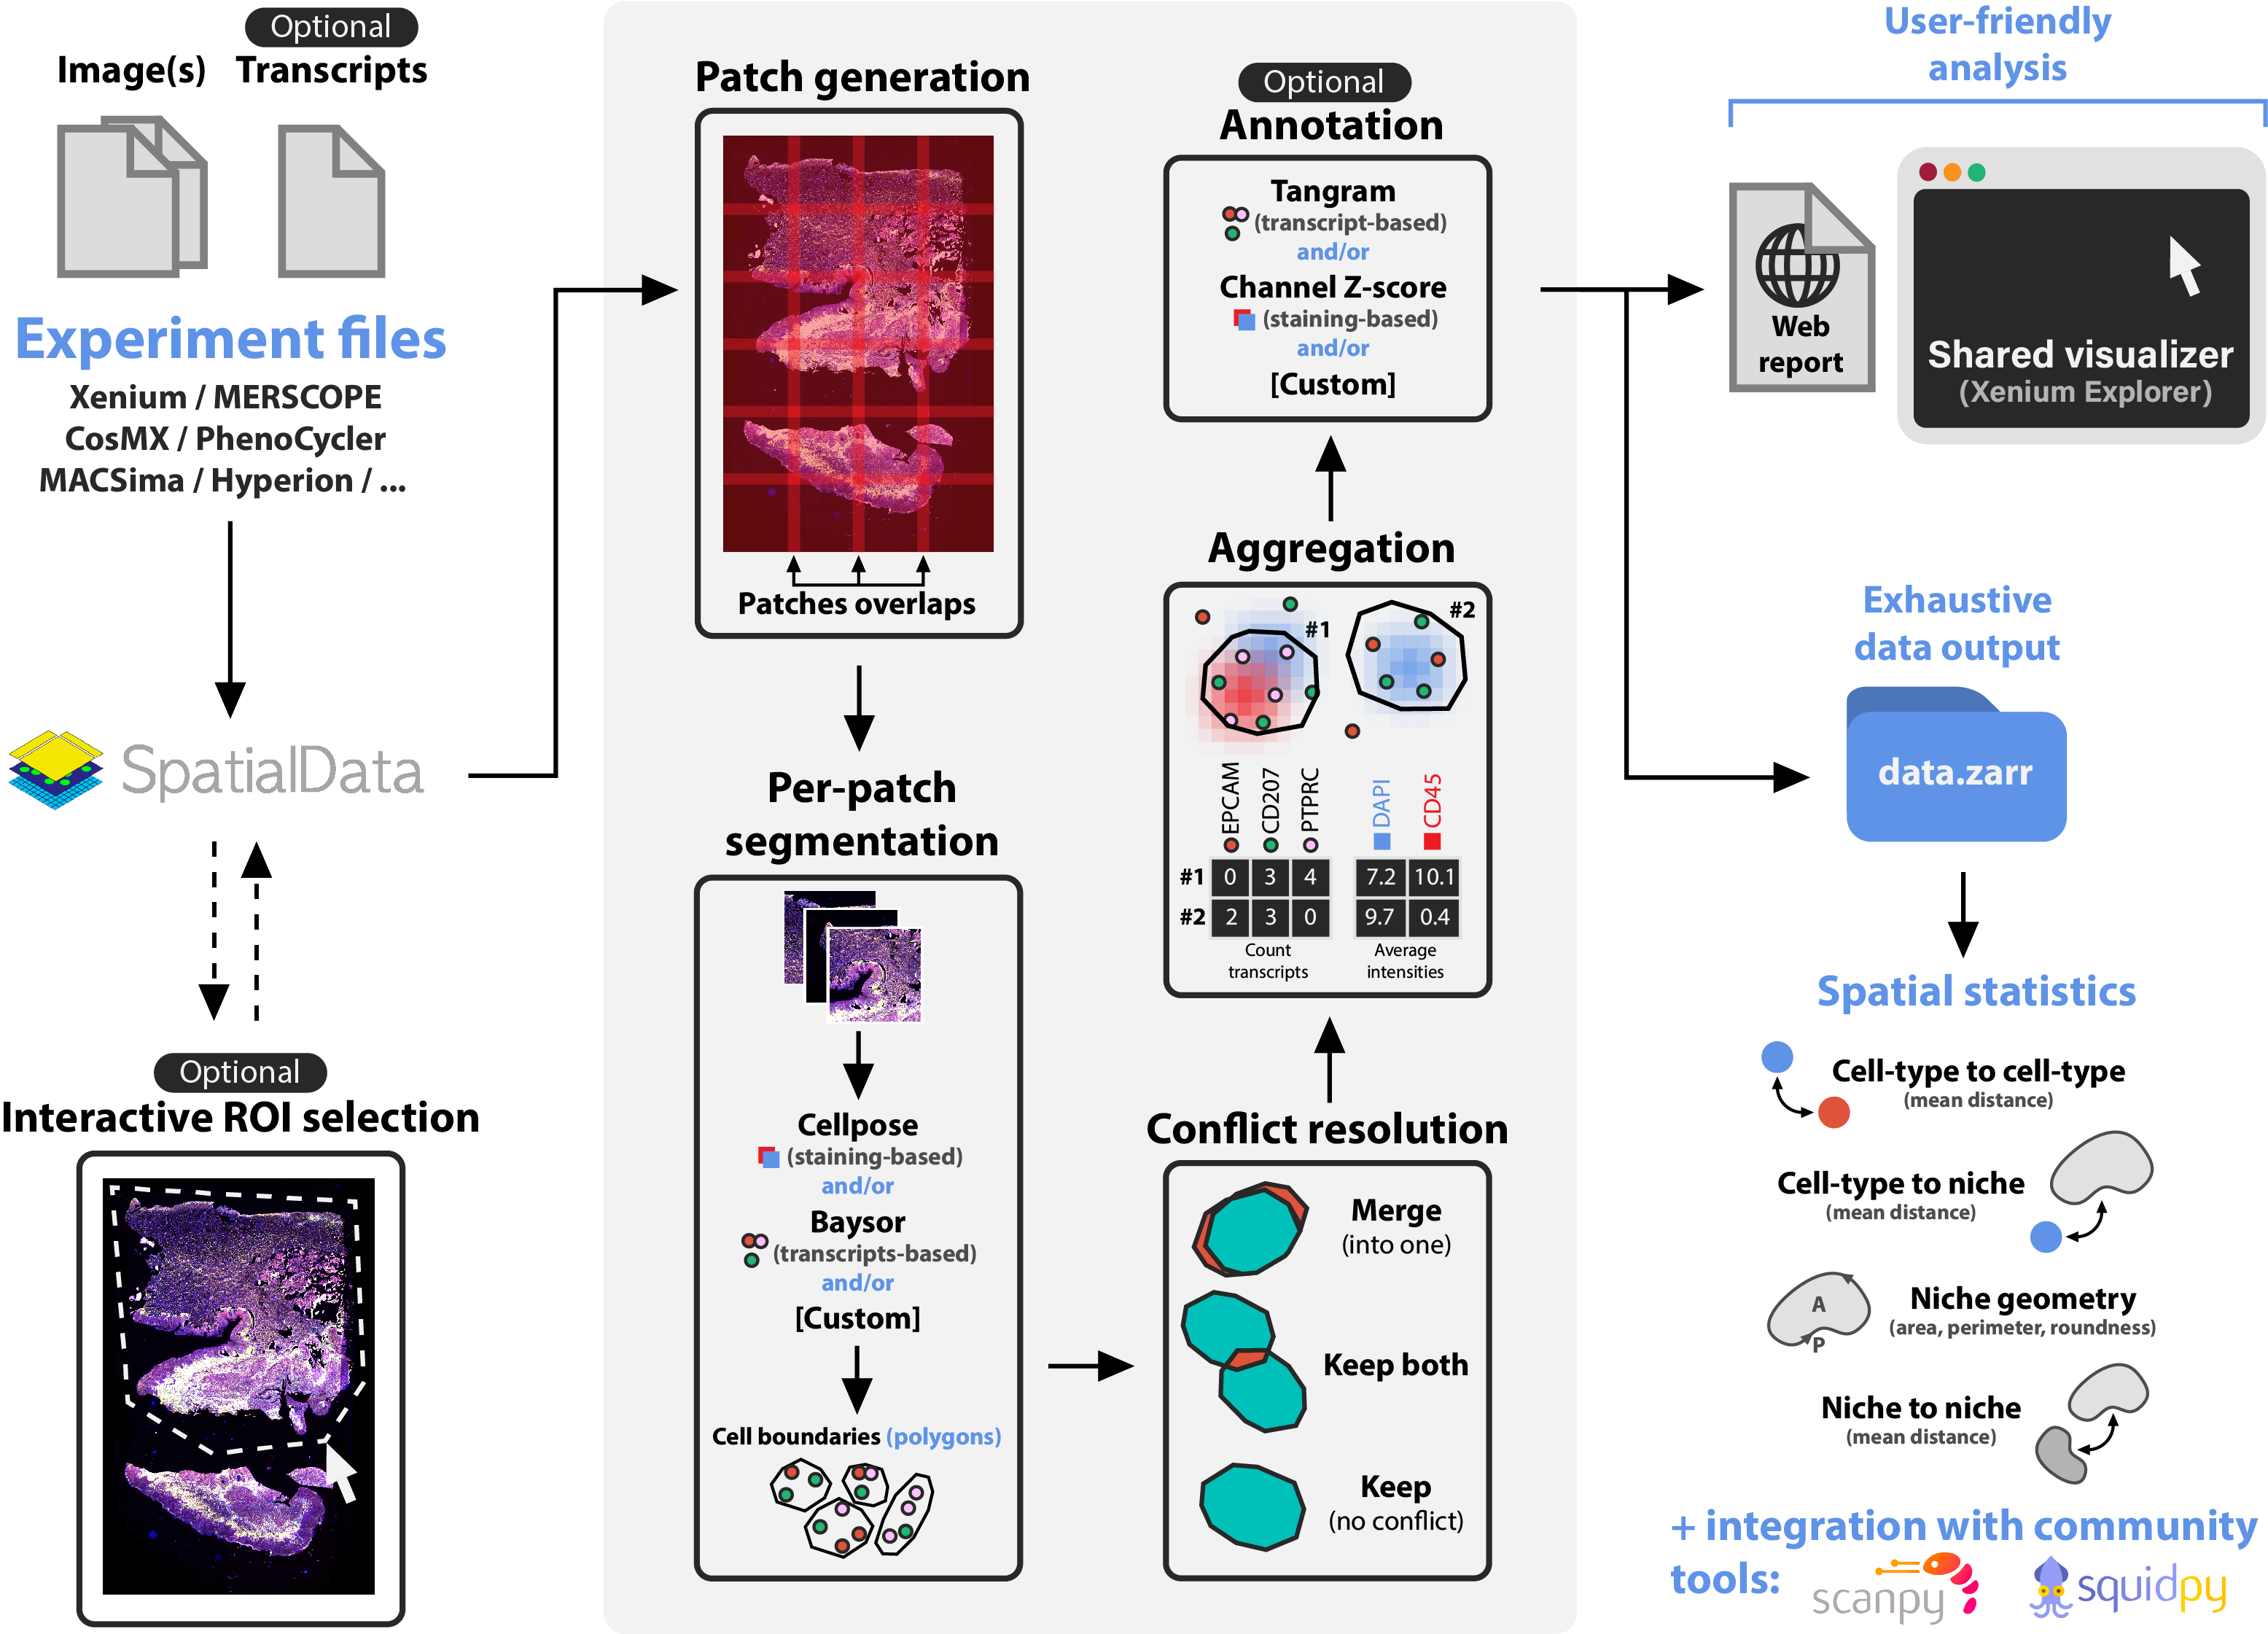 Optional
Image(s) Transcripts
Experiment files
Xenium / MERSCOPE
CosMX / PhenoCycler
MACSima / Hyperion / ...
SpatialData
Optional
Interactive ROI selection
Patch generation
Patches overlaps
Per-patch
segmentation
Cellpose
(staining-based)
and/or
Baysor
(transcripts-based)
and/or
[Custom]
Cell boundaries (polygons)
Conflict resolution
Merge
(into one)
Keep both
Keep
(no conflict)
Aggregation
#1
#2
EPCAM CD207 PTPRC DAPI CD45
#1 0 3 4 7.2 10.1
#2 2 3 0 9.7 0.4
Count
transcripts
Average
intensities
Optional
Annotation
Tangram
(transcript-based)
and/or
Channel Z-score
(staining-based)
and/or
[Custom]
User-friendly
analysis
Web
report
Shared visualizer
(Xenium Explorer)
Exhaustive
data output
data.zarr
Spatial statistics
Cell-type to cell-type
(mean distance)
Cell-type to niche
(mean distance)
A
P
Niche geometry
(area, perimeter, roundness)
Niche to niche
(mean distance)
+ integration with community
tools: scanpy squidpy